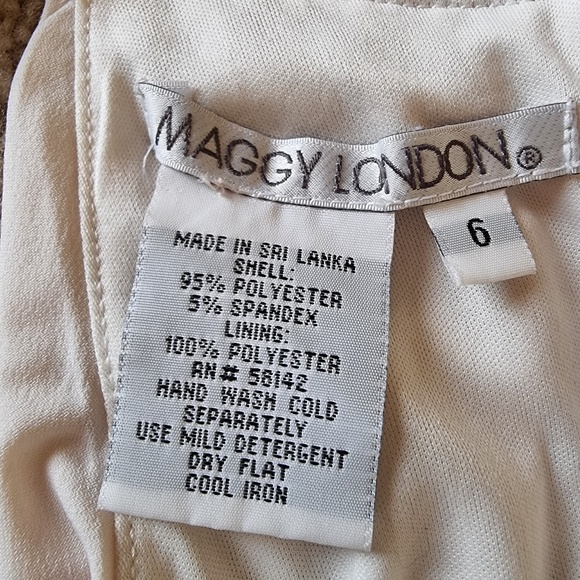 MAGGY LONDON®
6
MADE IN SRI LANKA
SHELL:
95% POLYESTER
5% SPANDEX
LINING:
100% POLYESTER
RN# 58142
HAND WASH COLD
SEPARATELY
USE MILD DETERGENT
DRY FLAT
COOL IRON